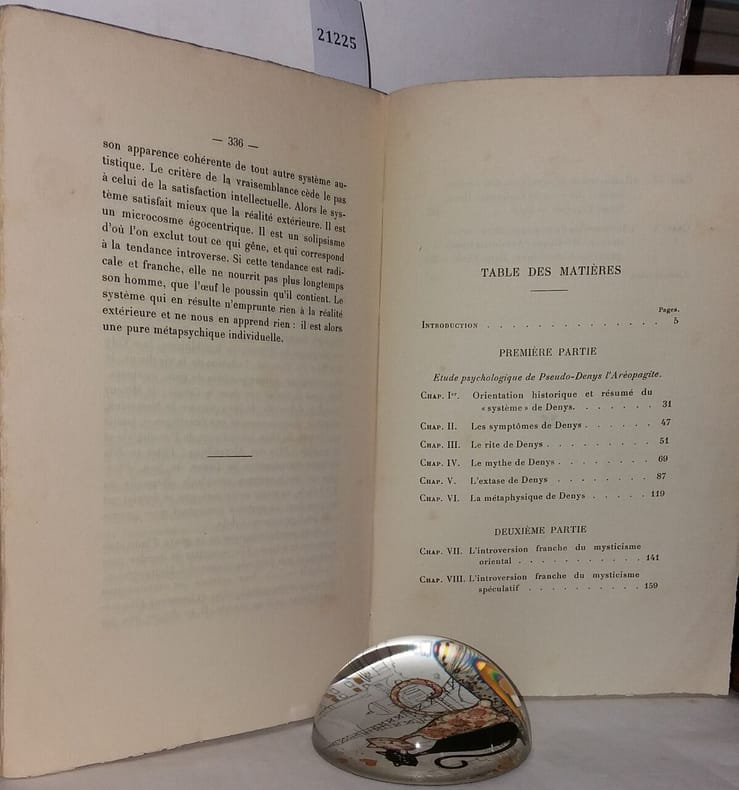 21225
— 336 —
son apparence cohérente de tout autre système au-
tistique. Le critère de la vraisemblance cède le pas
à celui de la satisfaction intellectuelle. Alors le sys-
tème satisfait mieux que la réalité extérieure. Il est
un microcosme égocentrique. Il est un solipsisme
d'où l'on exclut tout ce qui gêne, et qui correspond
à la tendance introverse. Si cette tendance est radi-
cale et franche, elle ne nourrit pas plus longtemps
son homme, que l'œuf le poussin qu'il contient. Le
système qui en résulte n'emprunte rien à la réalité
extérieure et ne nous en apprend rien : il est alors
une pure métapsychique individuelle.
TABLE DES MATIÈRES
Pages.
INTRODUCTION . . . . . . . . . . . . . . 5
PREMIÈRE PARTIE
Etude psychologique de Pseudo-Denys l'Aréopagite.
CHAP. Ier. Orientation historique et résumé du
« système » de Denys. . . . . . . 31
CHAP. II. Les symptômes de Denys . . . . . . 47
CHAP. III. Le rite de Denys . . . . . . . . . 51
CHAP. IV. Le mythe de Denys . . . . . . . . 69
CHAP. V. L'extase de Denys . . . . . . . . 87
CHAP. VI. La métaphysique de Denys . . . . . 119
DEUXIÈME PARTIE
CHAP. VII. L'introversion franche du mysticisme
oriental . . . . . . . . . . . 141
CHAP. VIII. L'introversion franche du mysticisme
spéculatif . . . . . . . . . . 159